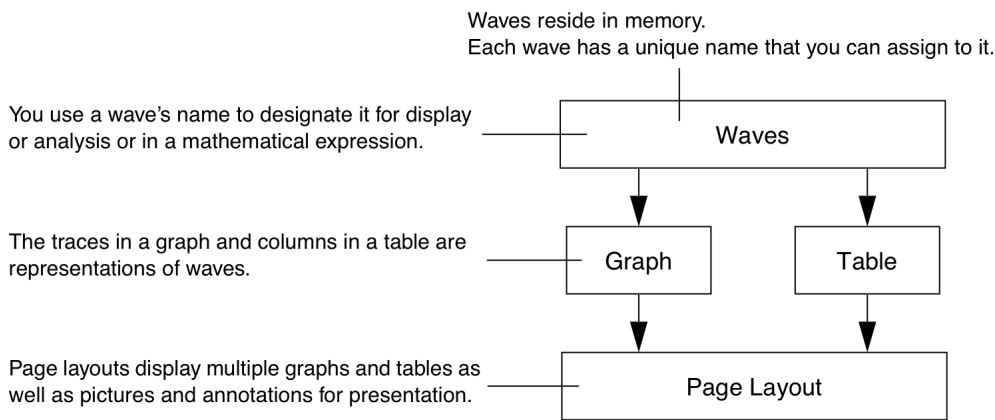 Waves reside in memory.
Each wave has a unique name that you can assign to it.
You use a wave's name to designate it for display
or analysis or in a mathematical expression.
Waves
The traces in a graph and columns in a table are
representations of waves.
Graph
Table
Page layouts display multiple graphs and tables as
well as pictures and annotations for presentation.
Page Layout